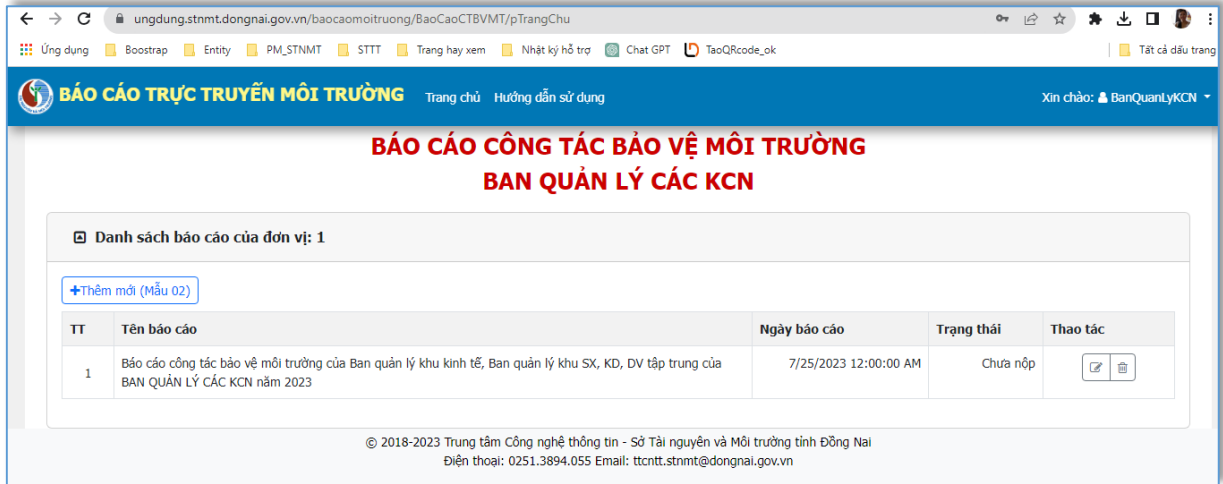 ungdung.stnmt.dongnai.gov.vn/baocaomoitruong/BaoCaoCTBVMT/pTrangChu
Ứng dụng Boostrap Entity PM_STNMT STTT Trang hay xem Nhật ký hỗ trợ Chat GPT TaoQRcode_ok Tất cả dấu trang
BÁO CÁO TRỰC TRUYẾN MÔI TRƯỜNG Trang chủ Hướng dẫn sử dụng Xin chào: BanQuanLyKCN
BÁO CÁO CÔNG TÁC BẢO VỆ MÔI TRƯỜNG
BAN QUẢN LÝ CÁC KCN
Danh sách báo cáo của đơn vị: 1
+Thêm mới (Mẫu 02)
TT Tên báo cáo Ngày báo cáo Trạng thái Thao tác
1 Báo cáo công tác bảo vệ môi trường của Ban quản lý khu kinh tế, Ban quản lý khu SX, KD, DV tập trung của 7/25/2023 12:00:00 AM Chưa nộp
BAN QUẢN LÝ CÁC KCN năm 2023
© 2018-2023 Trung tâm Công nghệ thông tin - Sở Tài nguyên và Môi trường tỉnh Đồng Nai
Điện thoại: 0251.3894.055 Email: ttcntt.stnmt@dongnai.gov.vn